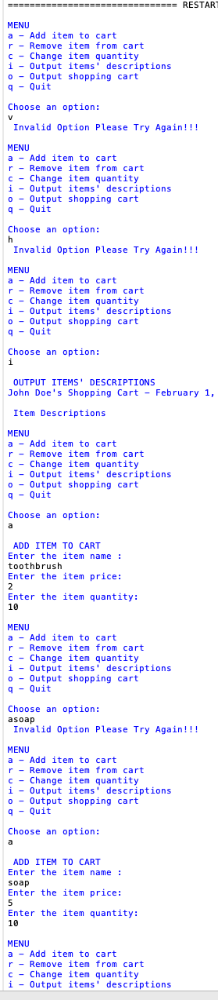 ================================ RESTART
MENU
a - Add item to cart
r - Remove item from cart
c - Change item quantity
i - Output items' descriptions
o - Output shopping cart
q - Quit
Choose an option:
v
Invalid Option Please Try Again!!!
MENU
a - Add item to cart
r - Remove item from cart
c - Change item quantity
i - Output items' descriptions
o - Output shopping cart
q - Quit
Choose an option:
h
Invalid Option Please Try Again!!!
MENU
a - Add item to cart
r - Remove item from cart
c - Change item quantity
i - Output items' descriptions
o - Output shopping cart
q - Quit
Choose an option:
i
OUTPUT ITEMS' DESCRIPTIONS
John Doe's Shopping Cart - February 1,
Item Descriptions
MENU
a - Add item to cart
r - Remove item from cart
c - Change item quantity
i - Output items' descriptions
o - Output shopping cart
q - Quit
Choose an option:
a
ADD ITEM TO CART
Enter the item name :
toothbrush
Enter the item price:
2
Enter the item quantity:
10
MENU
a - Add item to cart
r - Remove item from cart
c - Change item quantity
i - Output items' descriptions
o - Output shopping cart
q - Quit
Choose an option:
asoap
Invalid Option Please Try Again!!!
MENU
a - Add item to cart
r - Remove item from cart
c - Change item quantity
i - Output items' descriptions
o - Output shopping cart
q - Quit
Choose an option:
a
ADD ITEM TO CART
Enter the item name :
soap
Enter the item price:
5
Enter the item quantity:
10
MENU
a - Add item to cart
r - Remove item from cart
c - Change item quantity
i - Output items' descriptions